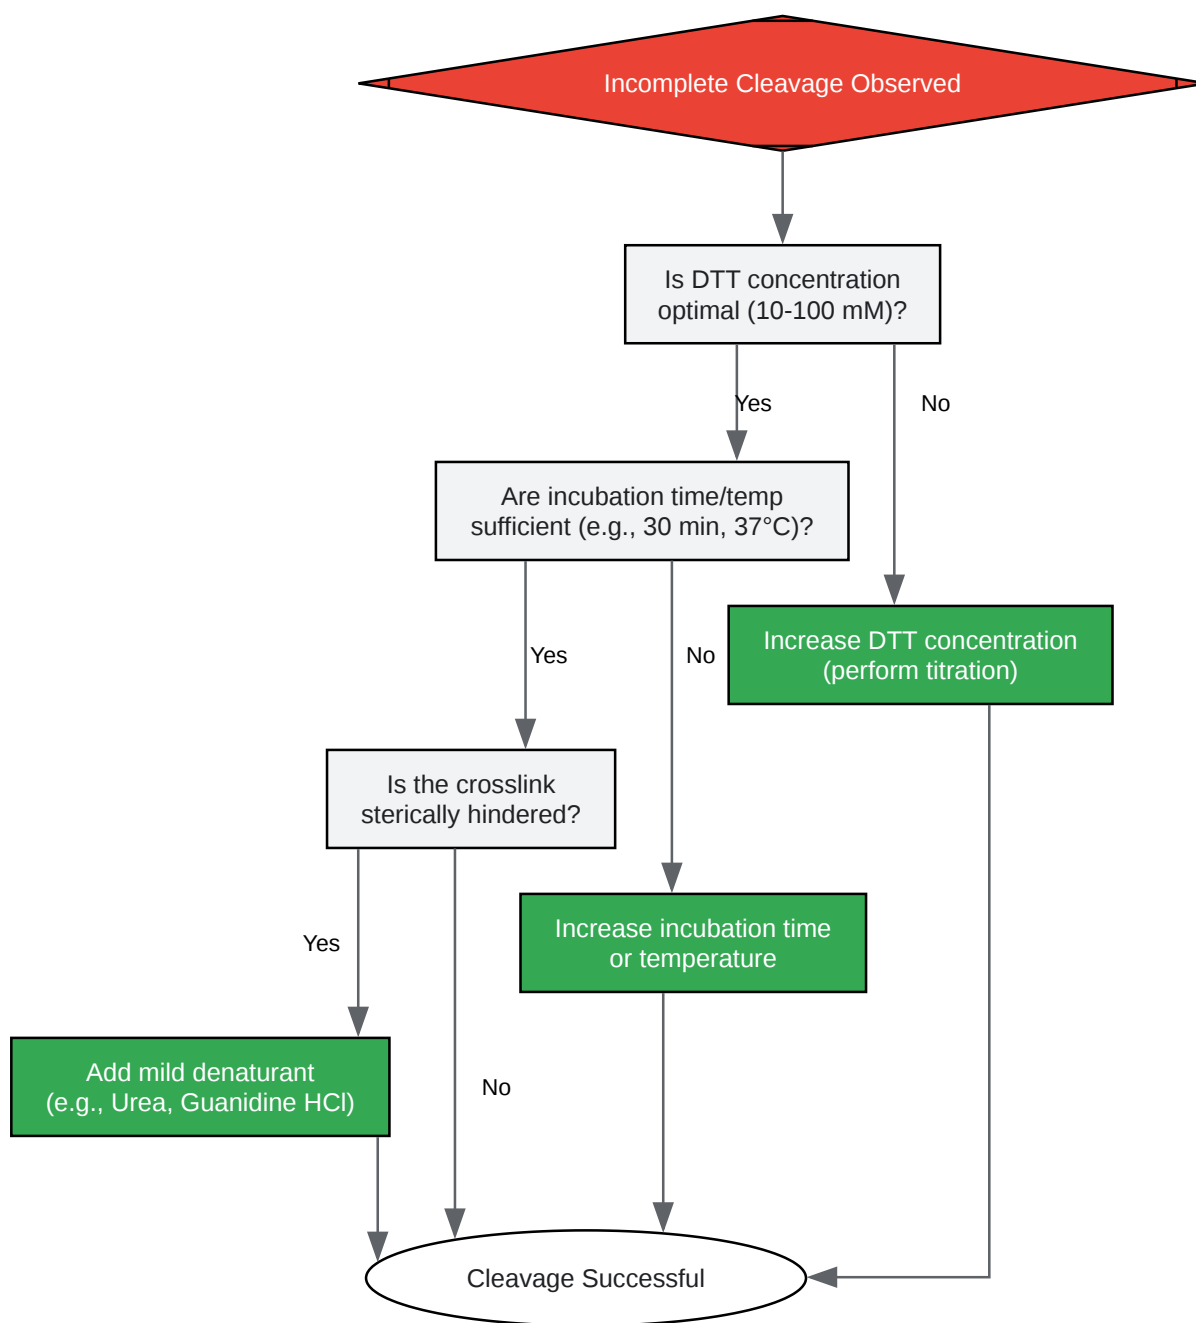 Incomplete Cleavage Observed
Is DTT concentration
optimal (10-100 mM)?
Yes
No
Are incubation time/temp
sufficient (e.g., 30 min, 37°C)?
Increase DTT concentration
(perform titration)
Yes
No
Is the crosslink
sterically hindered?
Increase incubation time
or temperature
Yes
No
Add mild denaturant
(e.g., Urea, Guanidine HCl)
Cleavage Successful